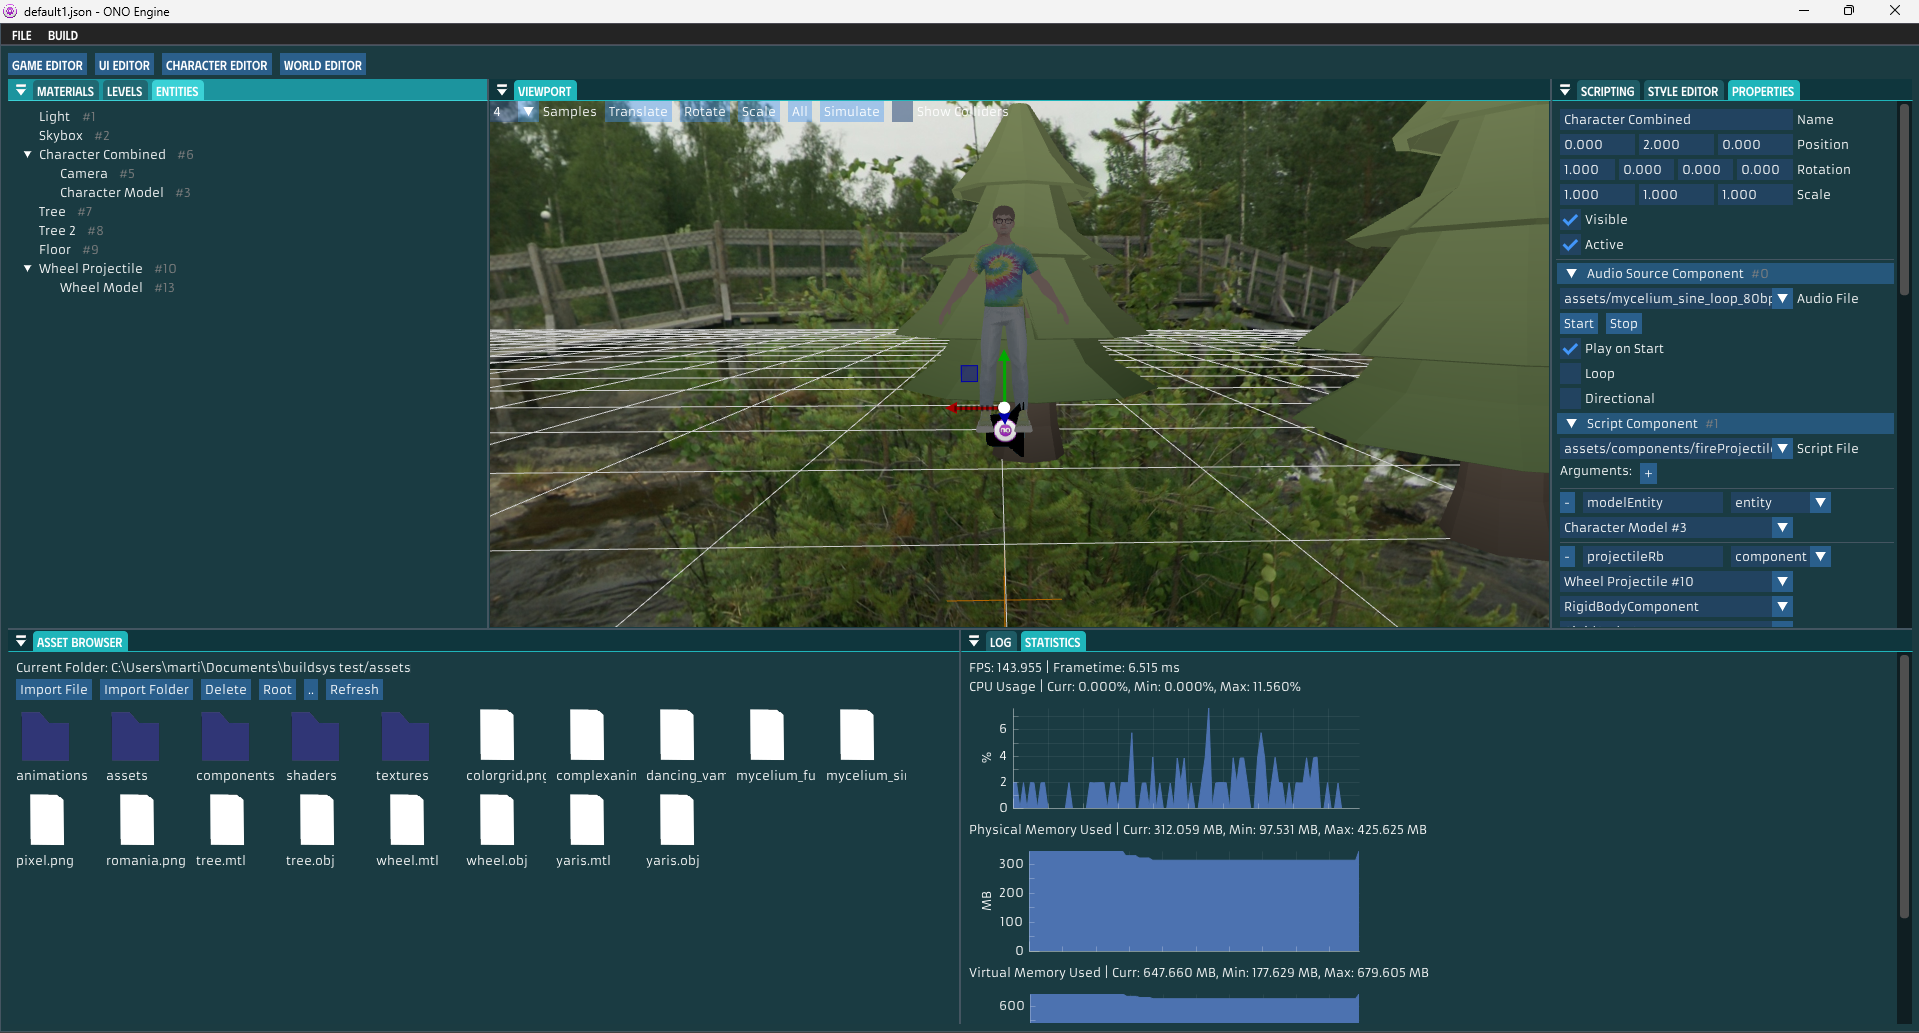 default1.json - ONO Engine
FILE BUILD
GAME EDITOR UI EDITOR CHARACTER EDITOR WORLD EDITOR
MATERIALS LEVELS ENTITIES
Light #1
Skybox #2
Character Combined #6
Camera #5
Character Model #3
Tree #7
Tree 2 #8
Floor #9
Wheel Projectile #10
Wheel Model #13
VIEWPORT
4 Samples Translate Rotate Scale All Simulate Show Colliders
SCRIPTING STYLE EDITOR PROPERTIES
Character Combined Name
0.000 2.000 0.000 Position
1.000 0.000 0.000 0.000 Rotation
1.000 1.000 1.000 Scale
Visible
Active
Audio Source Component #0
assets/mycelium_sine_loop_80bp Audio File
Start Stop
Play on Start
Loop
Directional
Script Component #1
assets/components/fireProjectil Script File
Arguments: +
- modelEntity entity
Character Model #3
- projectileRb component
Wheel Projectile #10
RigidBodyComponent
ASSET BROWSER
Current Folder: C:\Users\marti\Documents\buildsys test/assets
Import File Import Folder Delete Root .. Refresh
animations assets components shaders textures colorgrid.png complexanin dancing_vam mycelium_fu mycelium_si
pixel.png romania.png tree.mtl tree.obj wheel.mtl wheel.obj yaris.mtl yaris.obj
LOG STATISTICS
FPS: 143.955 | Frametime: 6.515 ms
CPU Usage | Curr: 0.000%, Min: 0.000%, Max: 11.560%
%
6
4
2
0
Physical Memory Used | Curr: 312.059 MB, Min: 97.531 MB, Max: 425.625 MB
MB
300
200
100
0
Virtual Memory Used | Curr: 647.660 MB, Min: 177.629 MB, Max: 679.605 MB
600